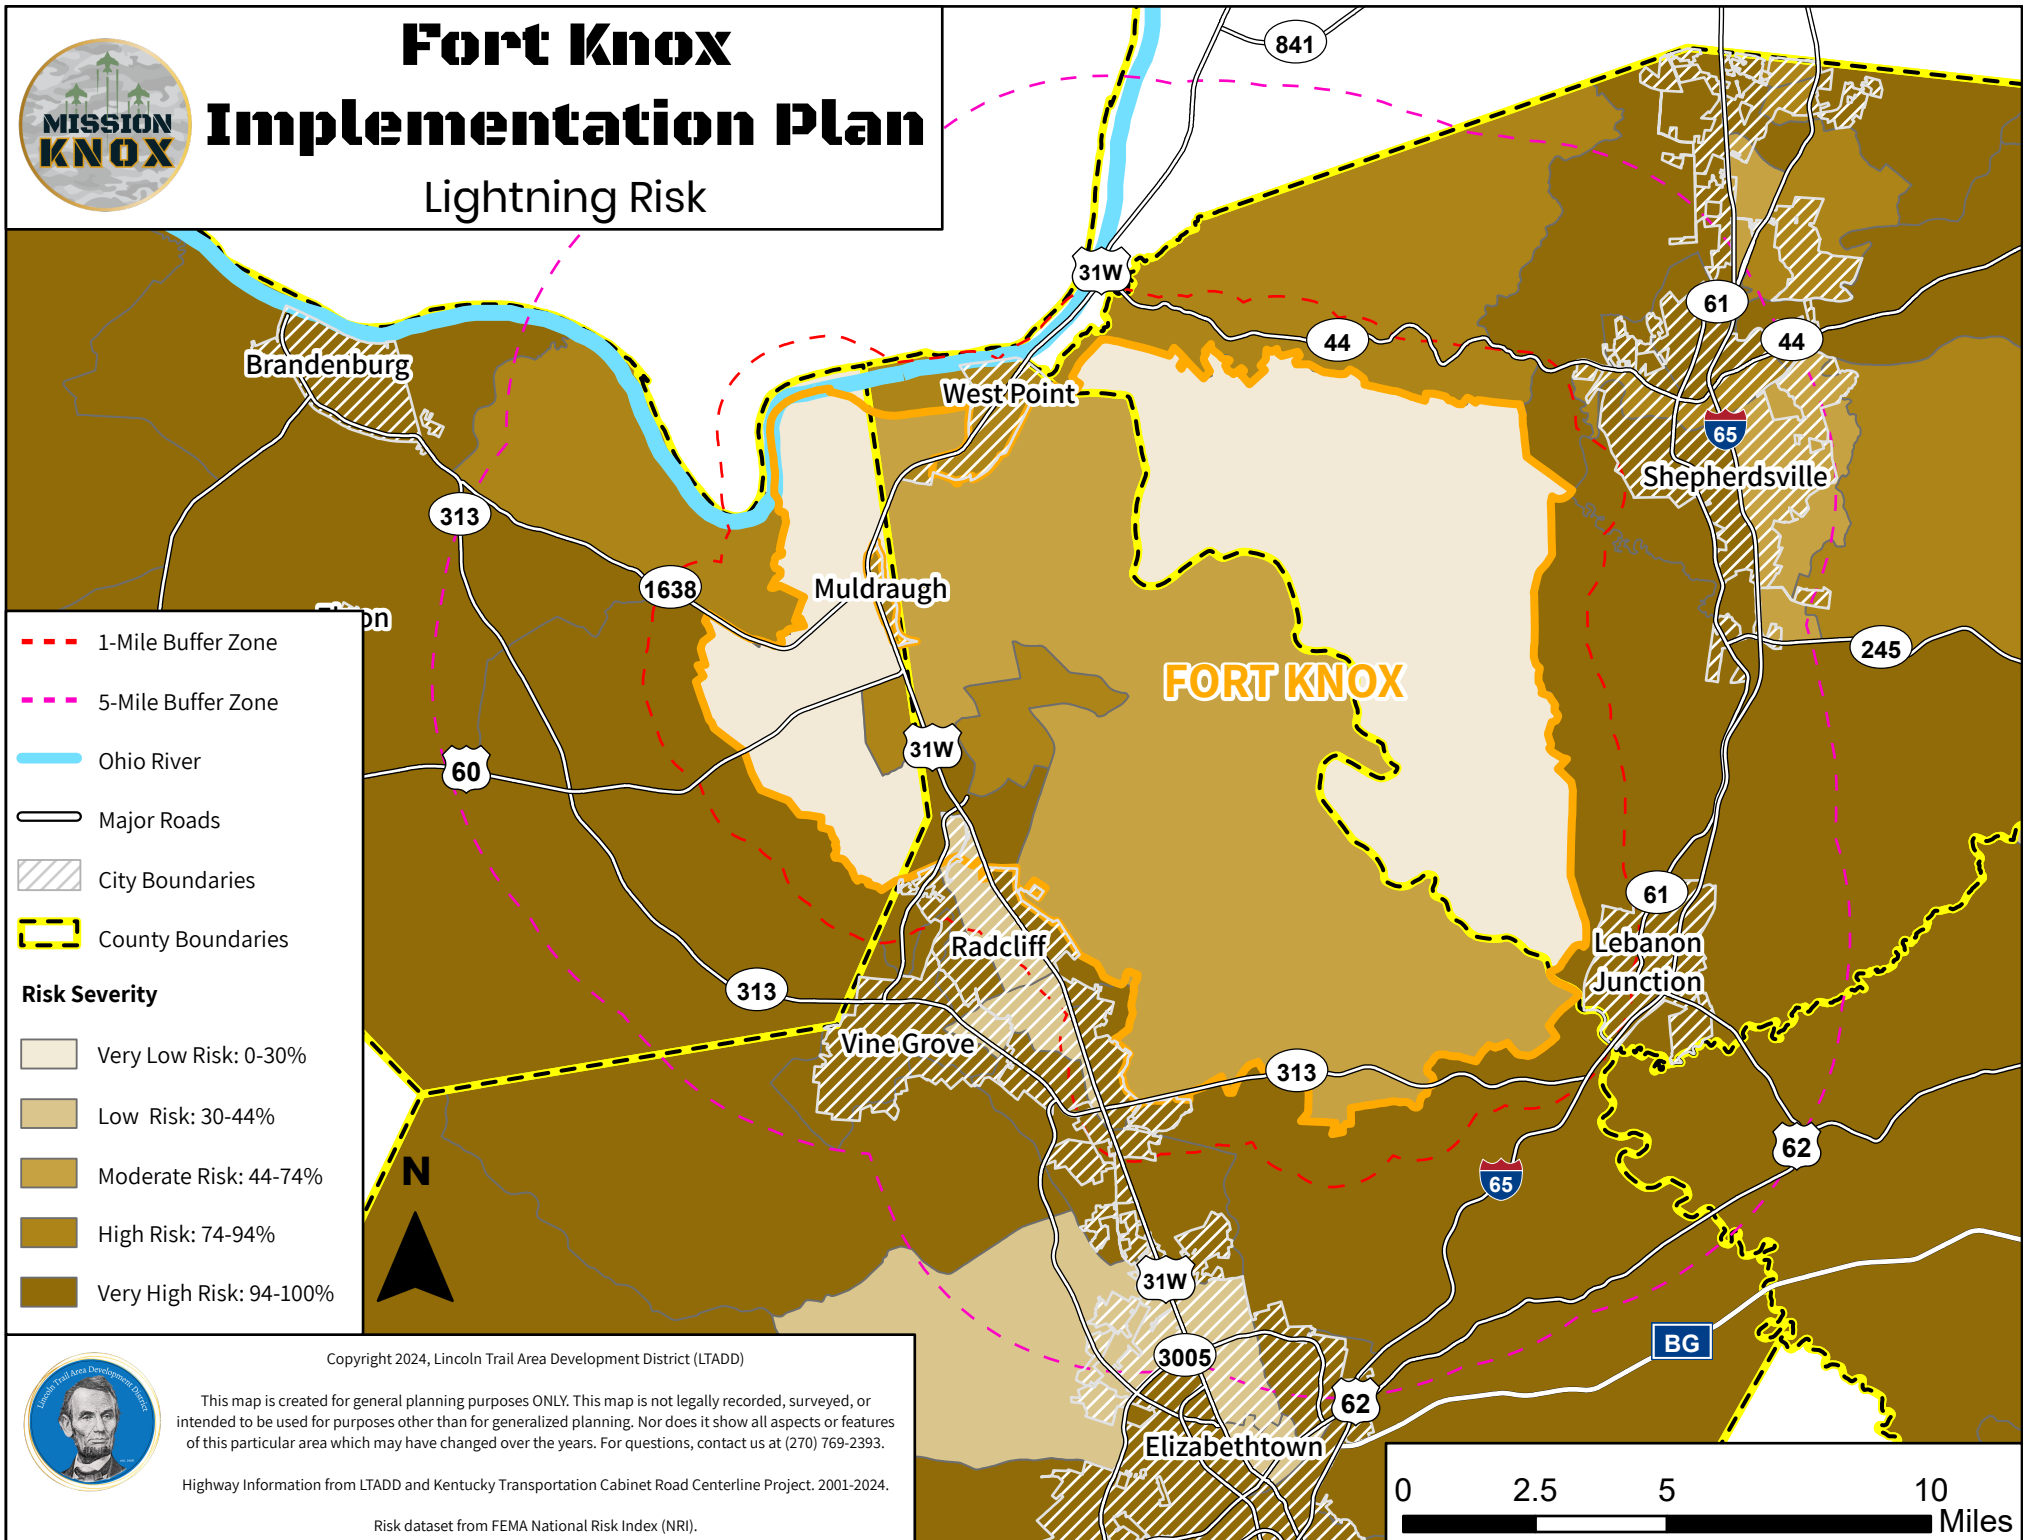 Fort Knox
Implementation Plan
Lightning Risk
MISSION
KNOX
841
31W
44
61
44
65
Brandenburg
West Point
Shepherdsville
313
1638
Muldraugh
on
245
FORT KNOX
31W
60
61
Radcliff
Lebanon
Junction
313
Vine Grove
313
62
65
31W
3005
BG
62
Elizabethtown
1-Mile Buffer Zone
5-Mile Buffer Zone
Ohio River
Major Roads
City Boundaries
County Boundaries
Risk Severity
Very Low Risk: 0-30%
Low Risk: 30-44%
Moderate Risk: 44-74%
High Risk: 74-94%
Very High Risk: 94-100%
N
Lincoln Trail Area Development District
Copyright 2024, Lincoln Trail Area Development District (LTADD)
This map is created for general planning purposes ONLY. This map is not legally recorded, surveyed, or
intended to be used for purposes other than for generalized planning. Nor does it show all aspects or features
of this particular area which may have changed over the years. For questions, contact us at (270) 769-2393.
Highway Information from LTADD and Kentucky Transportation Cabinet Road Centerline Project. 2001-2024.
Risk dataset from FEMA National Risk Index (NRI).
0 2.5 5 10
Miles